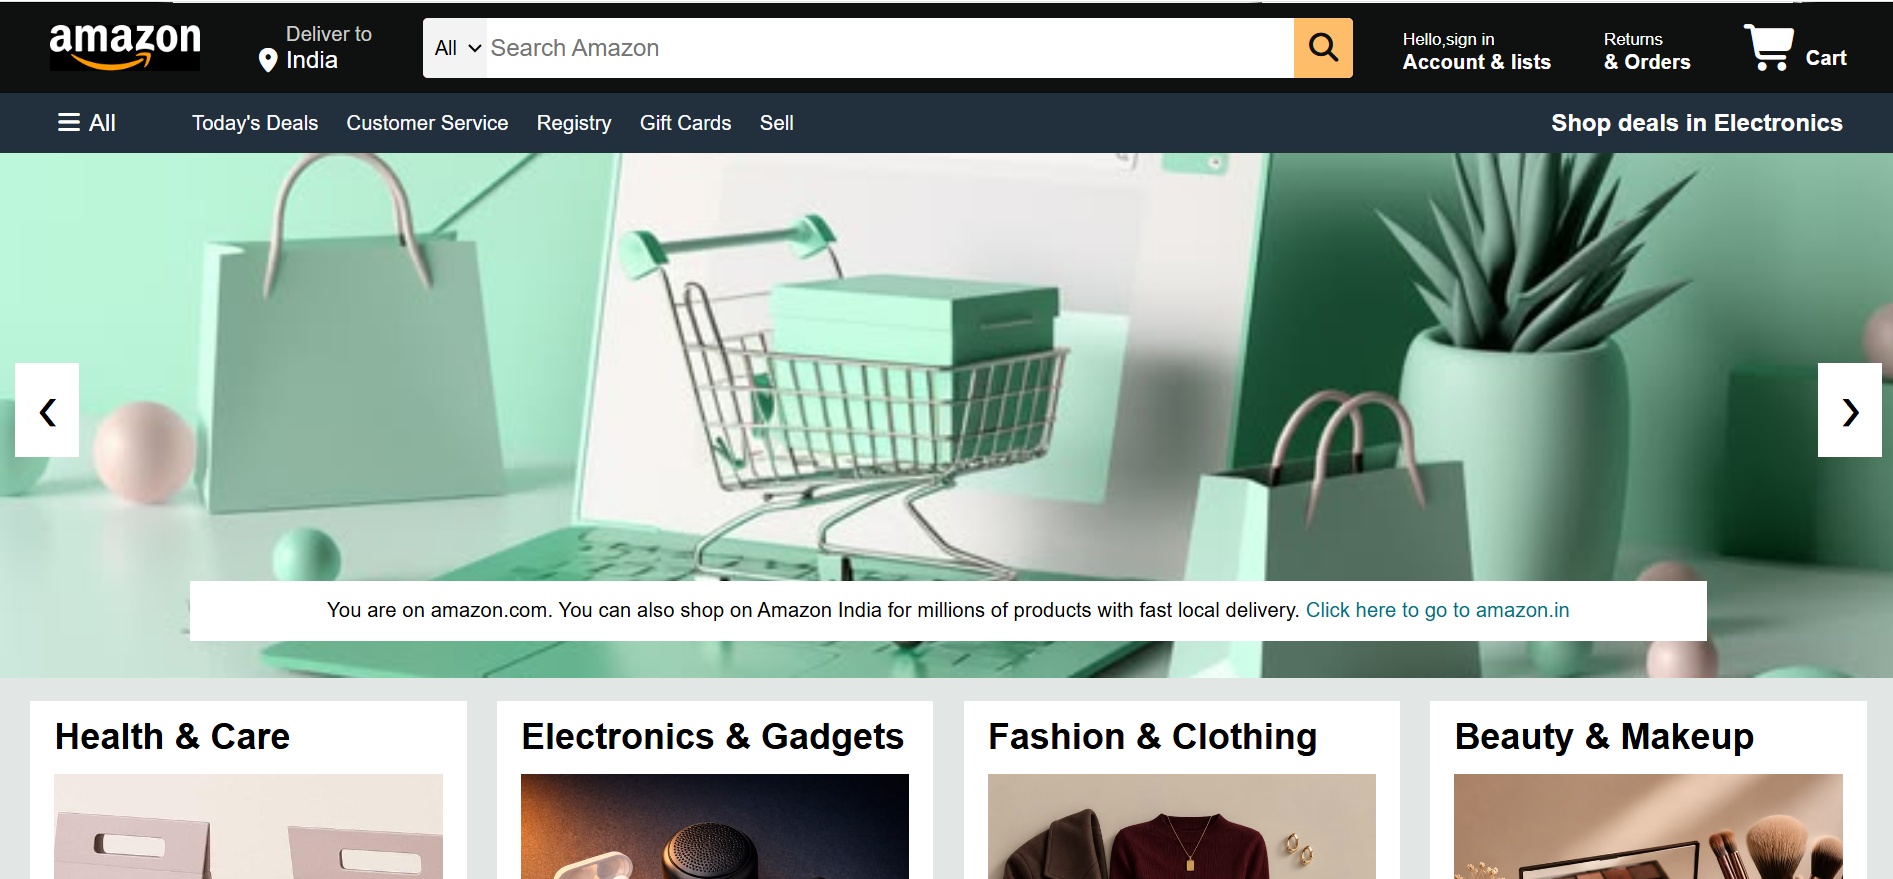 amazon
Deliver to
India
All
Search Amazon
Hello,sign in
Account & lists
Returns
& Orders
Cart
All
Today's Deals
Customer Service
Registry
Gift Cards
Sell
Shop deals in Electronics
You are on amazon.com. You can also shop on Amazon India for millions of products with fast local delivery. Click here to go to amazon.in
Health & Care
Electronics & Gadgets
Fashion & Clothing
Beauty & Makeup